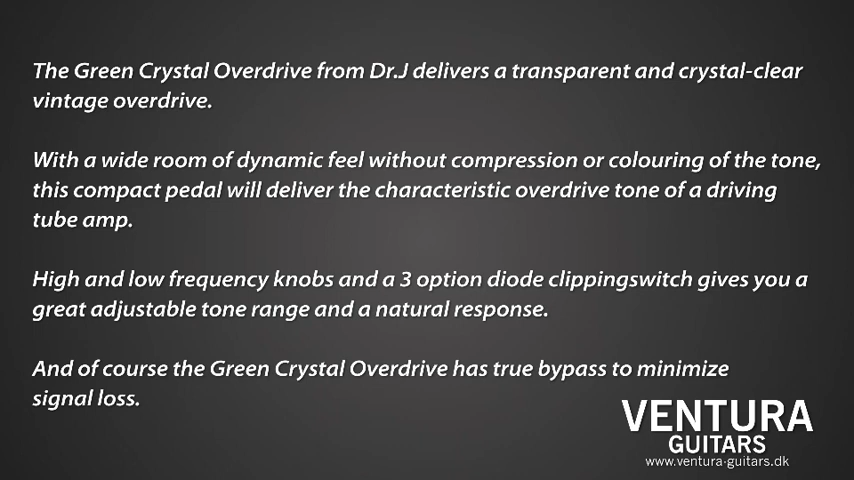 The Green Crystal Overdrive from Dr.J delivers a transparent and crystal-clear
vintage overdrive.
With a wide room of dynamic feel without compression or colouring of the tone,
this compact pedal will deliver the characteristic overdrive tone of a driving
tube amp.
High and low frequency knobs and a 3 option diode clippingswitch gives you a
great adjustable tone range and a natural response.
And of course the Green Crystal Overdrive has true bypass to minimize
signal loss.
VENTURA
GUITARS
www.ventura-guitars.dk